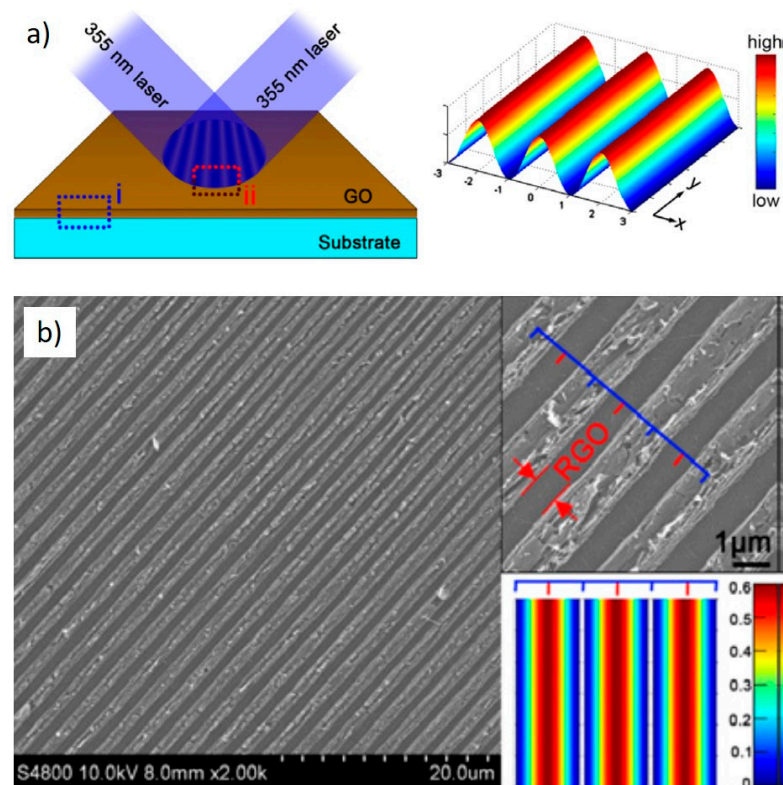 a)
355 nm laser
355 nm laser
GO
i
ii
Substrate
high
low
-3
-2
-1
0
1
2
3
x
y
b)
RGO
1μm
0.6
0.5
0.4
0.3
0.2
0.1
0
S4800 10.0kV 8.0mm x2.00k 20.0um